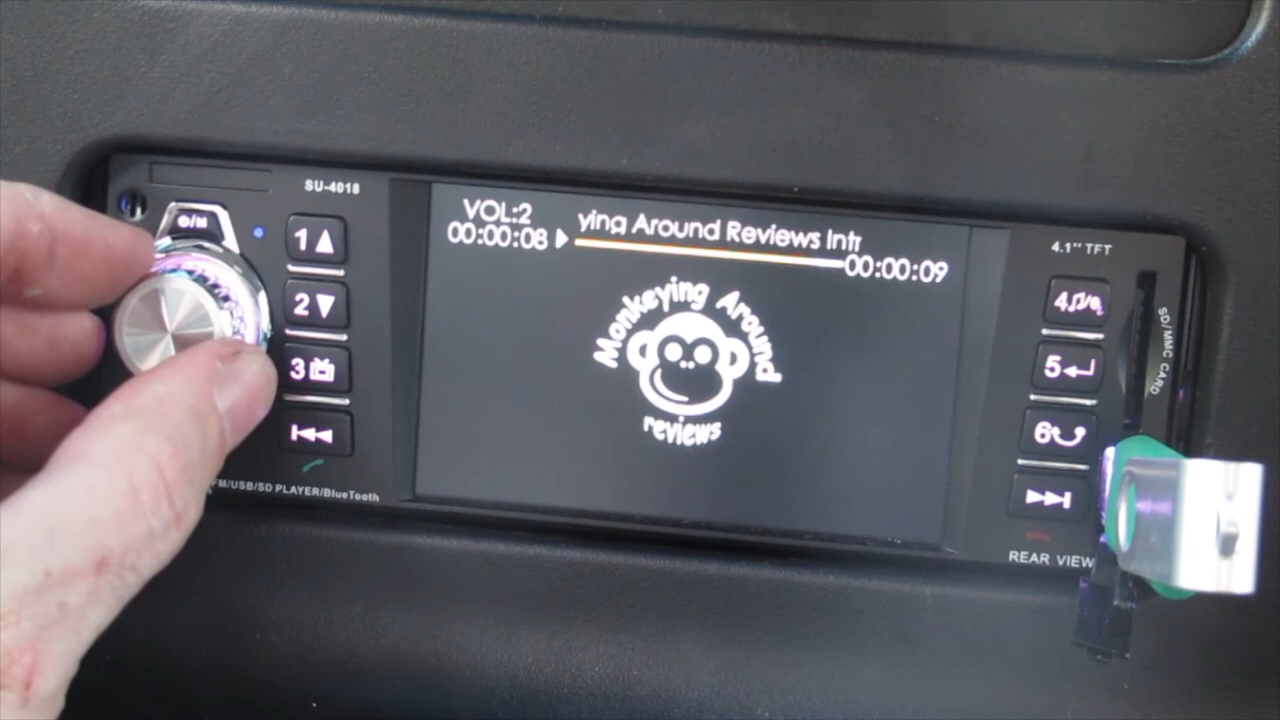 SU-4018
⏻/M
1▲
2▼
3
FM/USB/SD PLAYER/BlueTooth
VOL:2
00:00:08
ying Around Reviews Intr
00:00:09
Monkeying Around
reviews
4.1" TFT
4
5
6
SD/MMC CARD
REAR VIEW